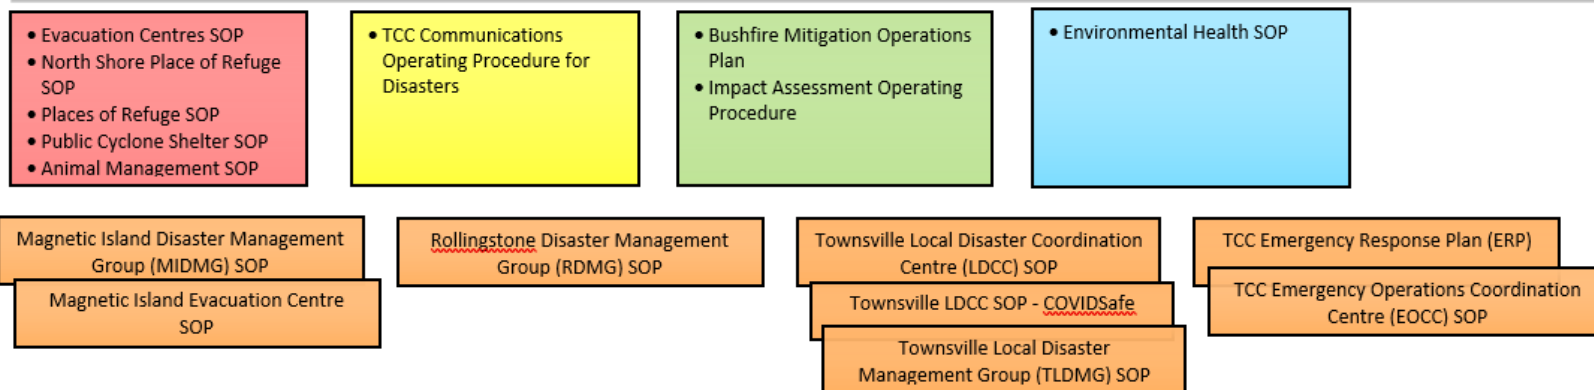 • Evacuation Centres SOP
• North Shore Place of Refuge
SOP
• Places of Refuge SOP
• Public Cyclone Shelter SOP
• Animal Management SOP
• TCC Communications
Operating Procedure for
Disasters
• Bushfire Mitigation Operations
Plan
• Impact Assessment Operating
Procedure
• Environmental Health SOP
Magnetic Island Disaster Management
Group (MIDMG) SOP
Magnetic Island Evacuation Centre
SOP
Rollingstone Disaster Management
Group (RDMG) SOP
Townsville Local Disaster Coordination
Centre (LDCC) SOP
Townsville LDCC SOP - COVIDSafe
Townsville Local Disaster
Management Group (TLDMG) SOP
TCC Emergency Response Plan (ERP)
TCC Emergency Operations Coordination
Centre (EOCC) SOP